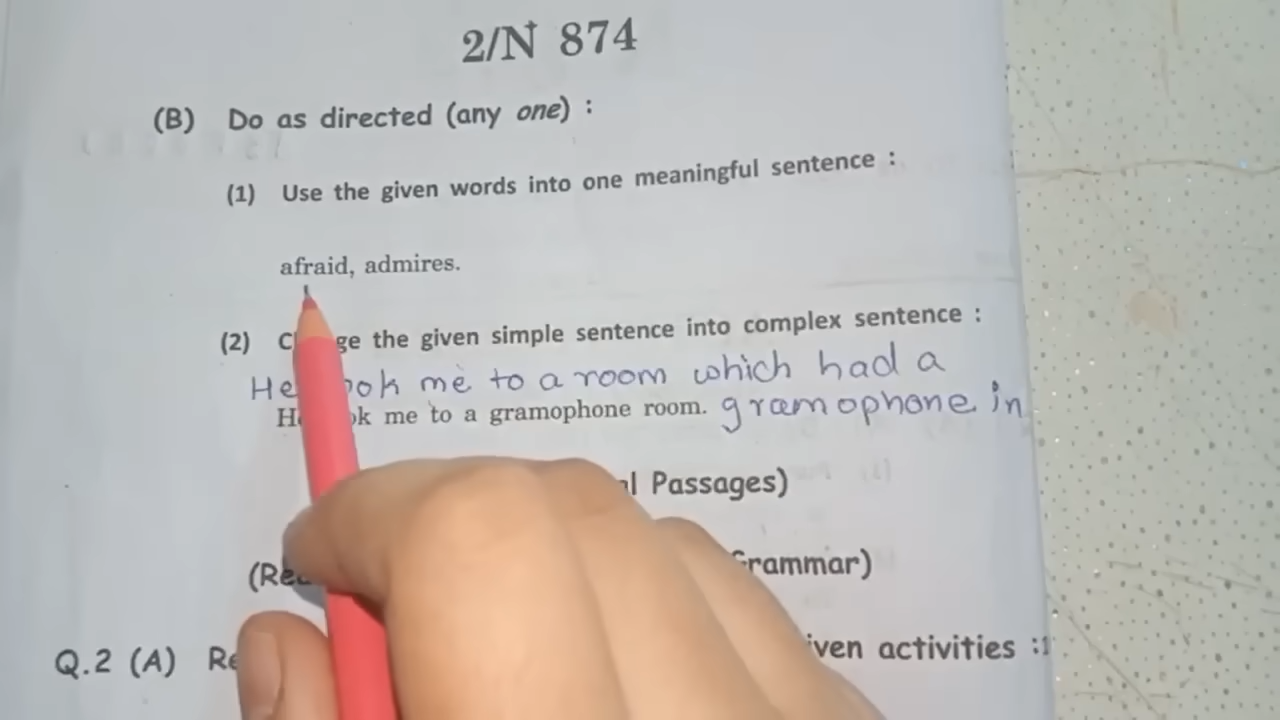 2/N 874
(B) Do as directed (any one) :
(1) Use the given words into one meaningful sentence :
afraid, admires.
(2) the given simple sentence into complex sentence :
He me to a room which had a
me to a gramophone room. gramophone in
Passages)
Grammar)
Q.2 (A) activities :